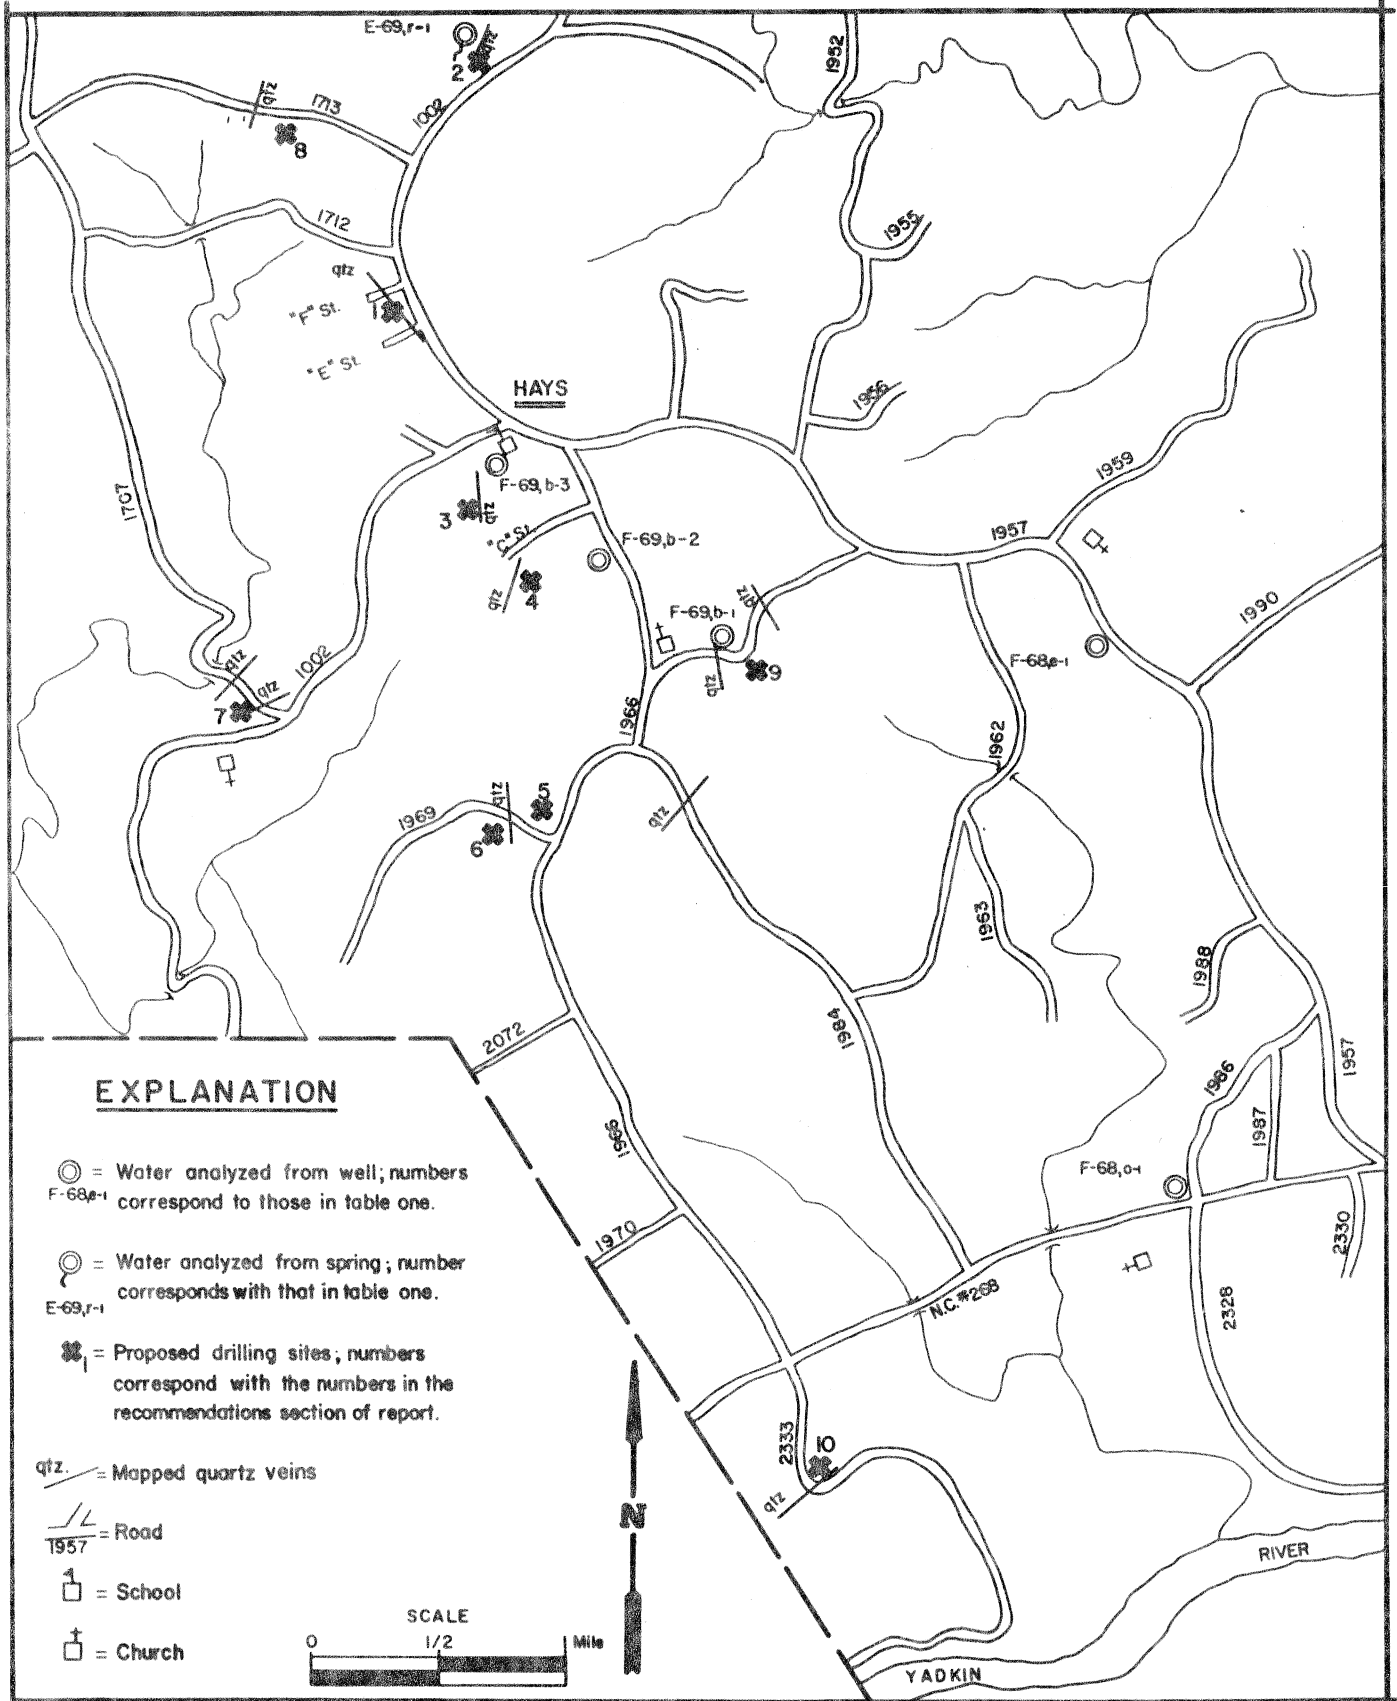 E-69,r-1
qtz
2
1952
qtz
1713
1002
8
1712
1955
qtz
"F" St.
1
"E" St.
HAYS
1956
1707
F-69,b-3
3
qtz
"C" St.
F-69,b-2
1957
1959
qtz
4
F-69,b-1
qtz
1990
qtz
1002
qtz
7
qtz
9
F-68,e-1
1966
1962
qtz
5
1969
6
qtz
1963
1988
2072
1984
1957
1986
1987
1966
F-68,o-1
1970
2330
N.C. #268
2328
2333
10
qtz
RIVER
YADKIN
EXPLANATION
= Water analyzed from well; numbers
F-68,e-1 correspond to those in table one.
= Water analyzed from spring; number
corresponds with that in table one.
E-69,r-1
1 = Proposed drilling sites; numbers
correspond with the numbers in the
recommendations section of report.
qtz. = Mapped quartz veins
= Road
1957
= School
= Church
SCALE
0 1/2 Mile
N